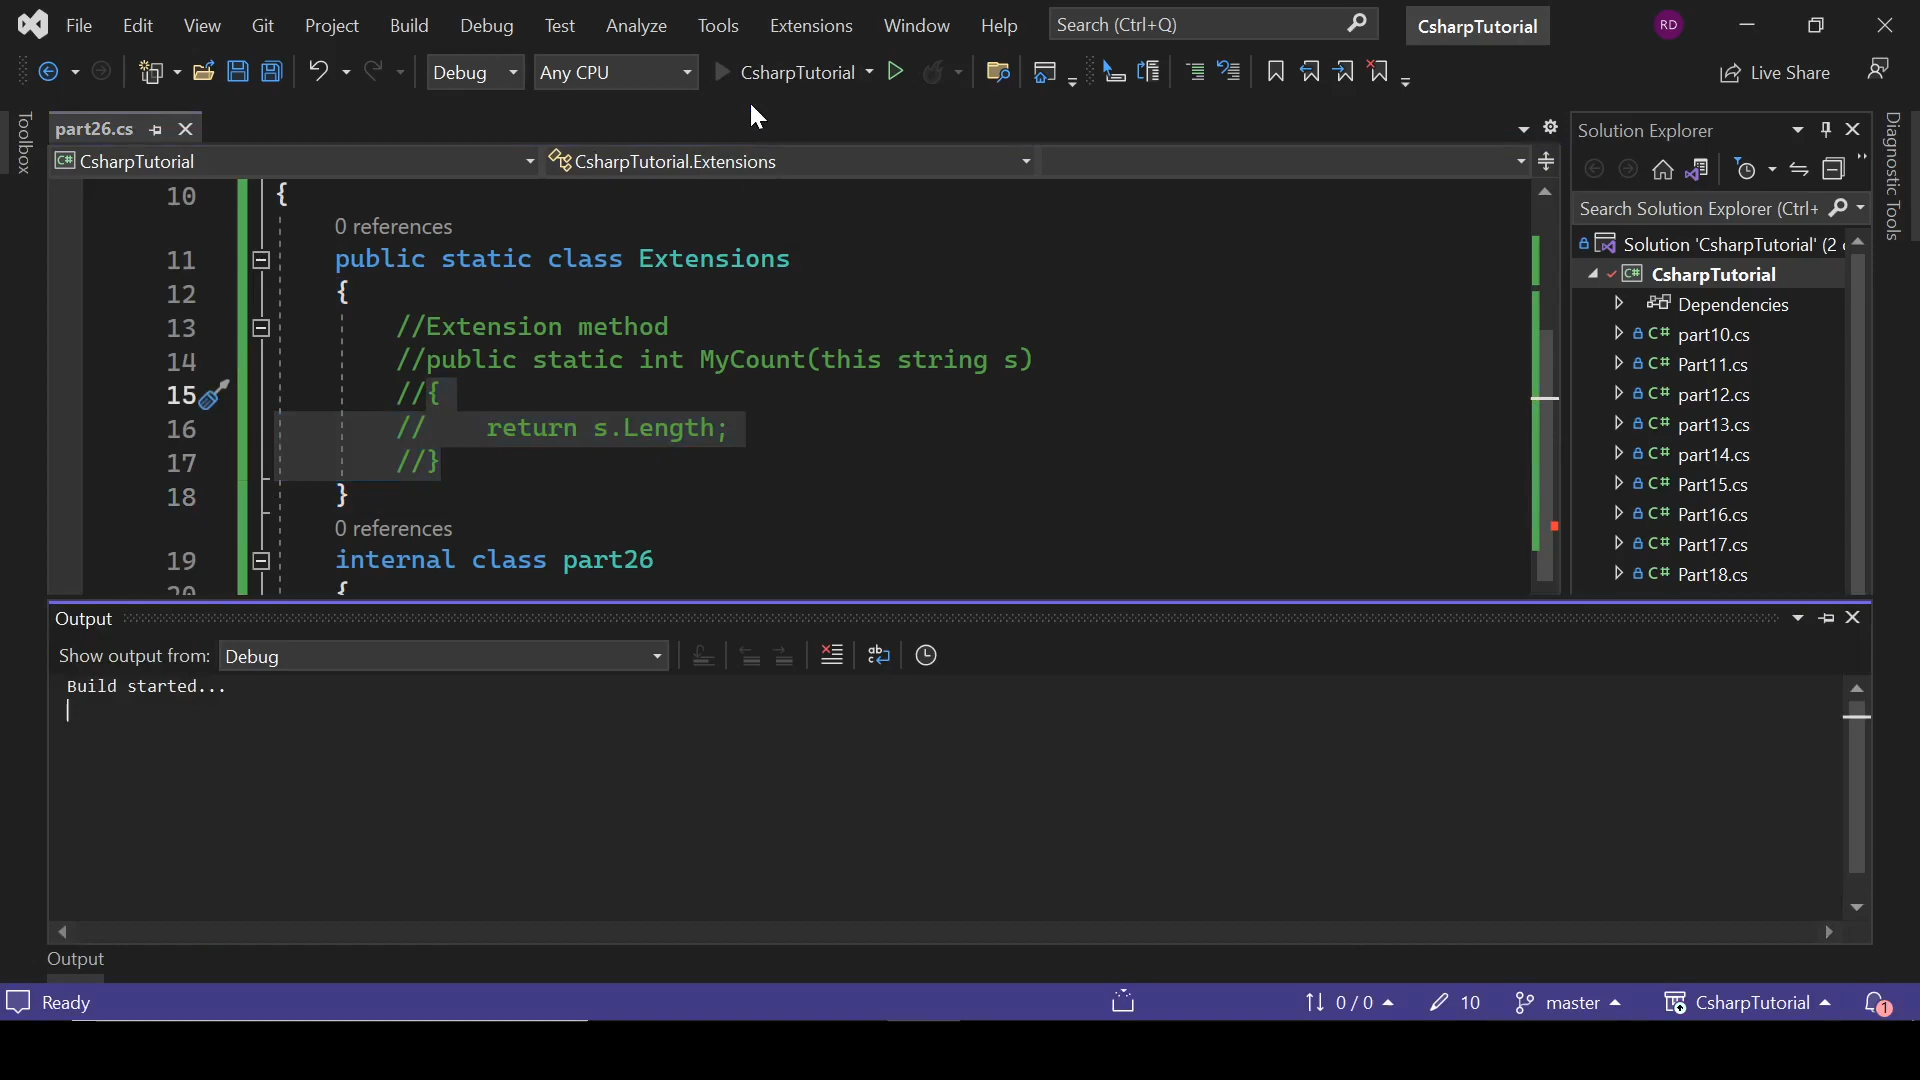 File Edit View Git Project Build Debug Test Analyze Tools Extensions Window Help Search (Ctrl+Q) CsharpTutorial RD
Debug Any CPU CsharpTutorial Live Share
Toolbox
part26.cs
Solution Explorer
Diagnostic Tools
C# CsharpTutorial CsharpTutorial.Extensions
Search Solution Explorer (Ctrl+
10 {
0 references
11 public static class Extensions
12 {
13 //Extension method
14 //public static int MyCount(this string s)
15 //{
16 // return s.Length;
17 //}
18 }
0 references
19 internal class part26
20 {
Solution 'CsharpTutorial' (2
C# CsharpTutorial
Dependencies
C# part10.cs
C# Part11.cs
C# part12.cs
C# part13.cs
C# part14.cs
C# Part15.cs
C# Part16.cs
C# Part17.cs
C# Part18.cs
Output
Show output from: Debug
Build started...
Output
Ready 0 / 0 10 master CsharpTutorial 1